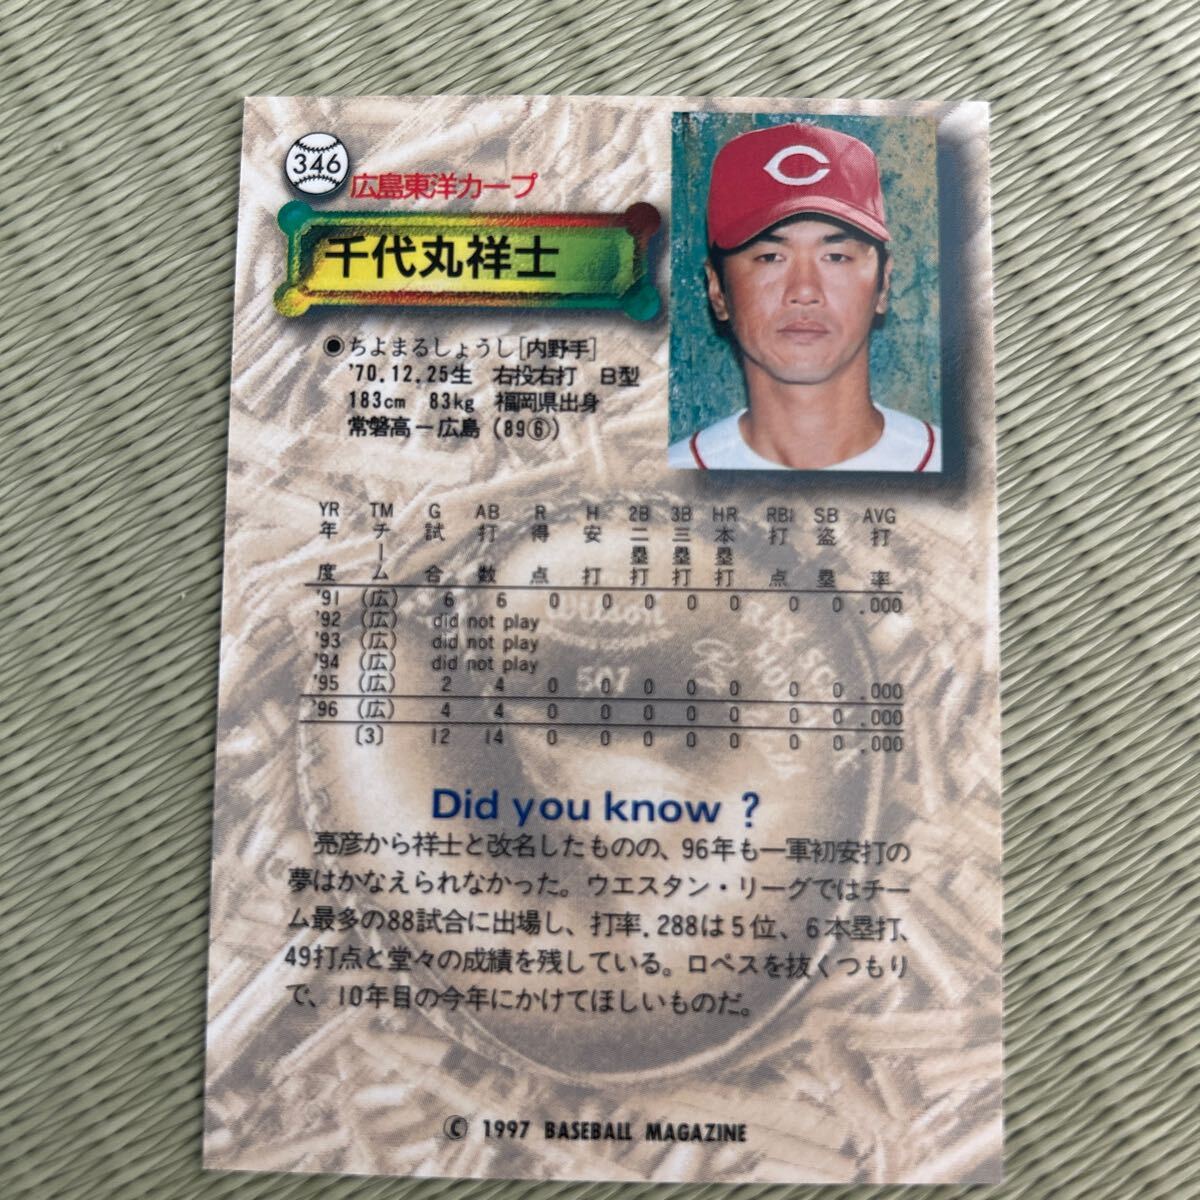 346
広島東洋カープ
千代丸祥士
◉ちよまるしょうし[内野手]
'70.12.25生 右投右打 B型
183cm 83kg 福岡県出身
常磐高－広島（89⑥）
YR TM G AB R H 2B 3B HR RBI SB AVG
年度 チーム 試合 打数 得点 安打 二塁打 三塁打 本塁打 打点 盗塁 打率
'91 (広) 6 6 0 0 0 0 0 0 0 .000
'92 (広) did not play
'93 (広) did not play
'94 (広) did not play
'95 (広) 2 4 0 0 0 0 0 0 0 .000
'96 (広) 4 4 0 0 0 0 0 0 0 .000
〔3〕 12 14 0 0 0 0 0 0 0 .000
Wilson
507
Did you know ?
亮彦から祥士と改名したものの、96年も一軍初安打の
夢はかなえられなかった。ウエスタン・リーグではチー
ム最多の88試合に出場し、打率.288は5位、6本塁打、
49打点と堂々の成績を残している。ロペスを抜くつもり
で、10年目の今年にかけてほしいものだ。
© 1997 BASEBALL MAGAZINE